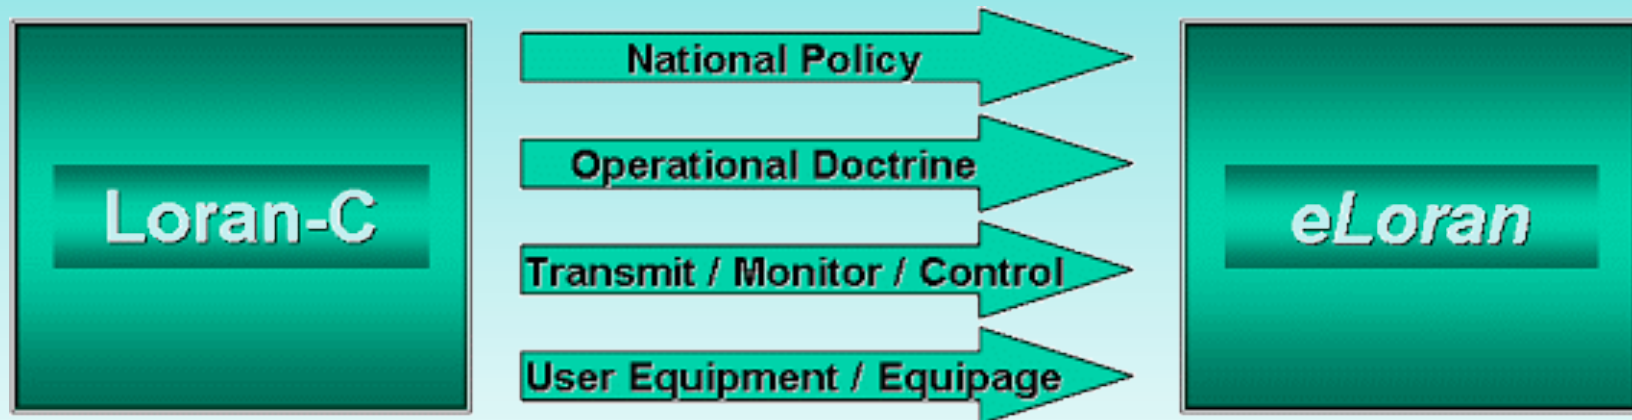 Loran-C
National Policy
Operational Doctrine
Transmit / Monitor / Control
User Equipment / Equipage
eLoran